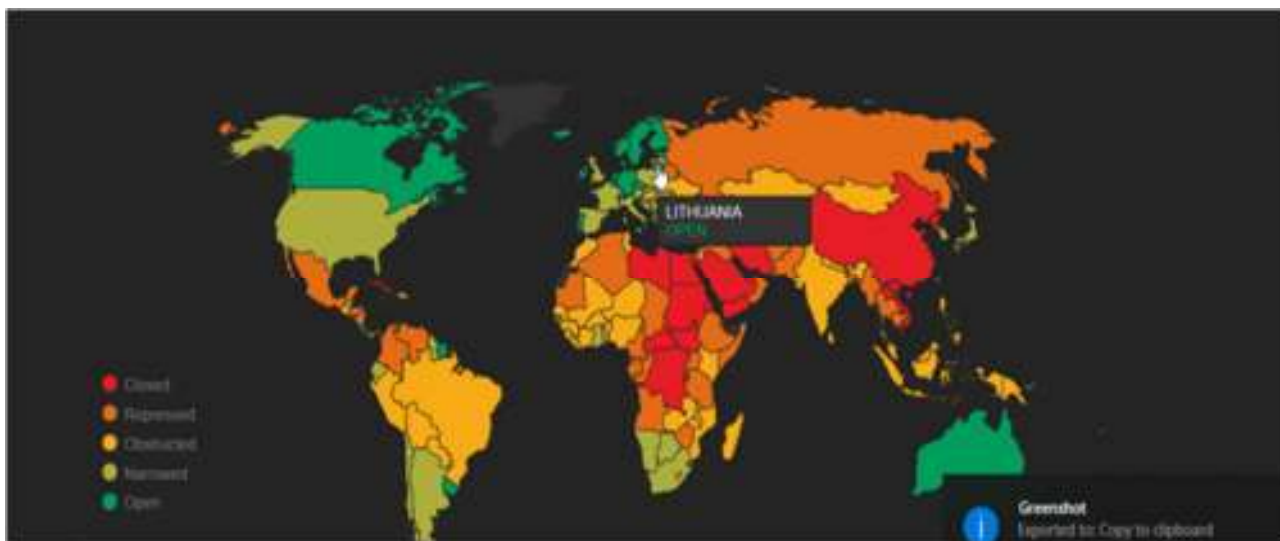 LITHUANIA
OPEN
Closed
Repressed
Obstructed
Narrowed
Open
Greenshot
Exported to: Copy to clipboard